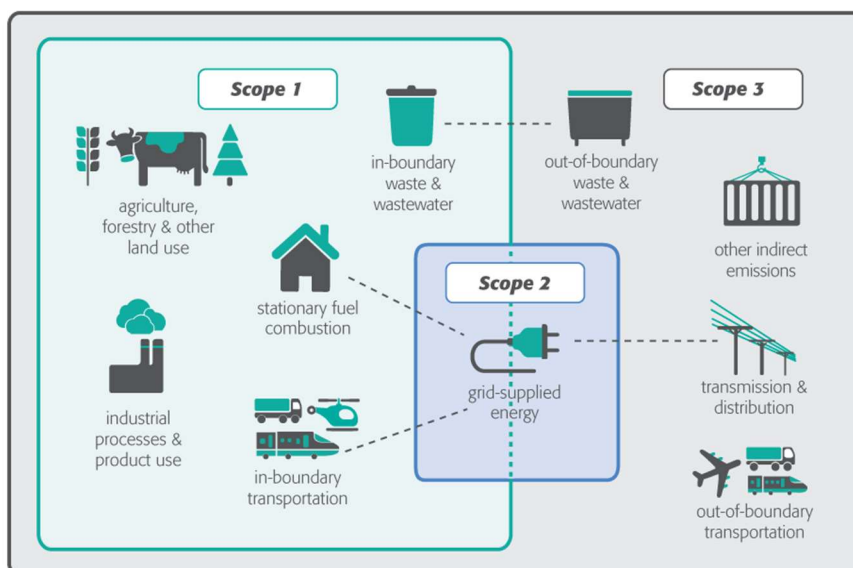 Scope 1
Scope 3
in-boundary
waste &
wastewater
out-of-boundary
waste &
wastewater
agriculture,
forestry & other
land use
other indirect
emissions
Scope 2
stationary fuel
combustion
grid-supplied
energy
transmission &
distribution
industrial
processes &
product use
in-boundary
transportation
out-of-boundary
transportation